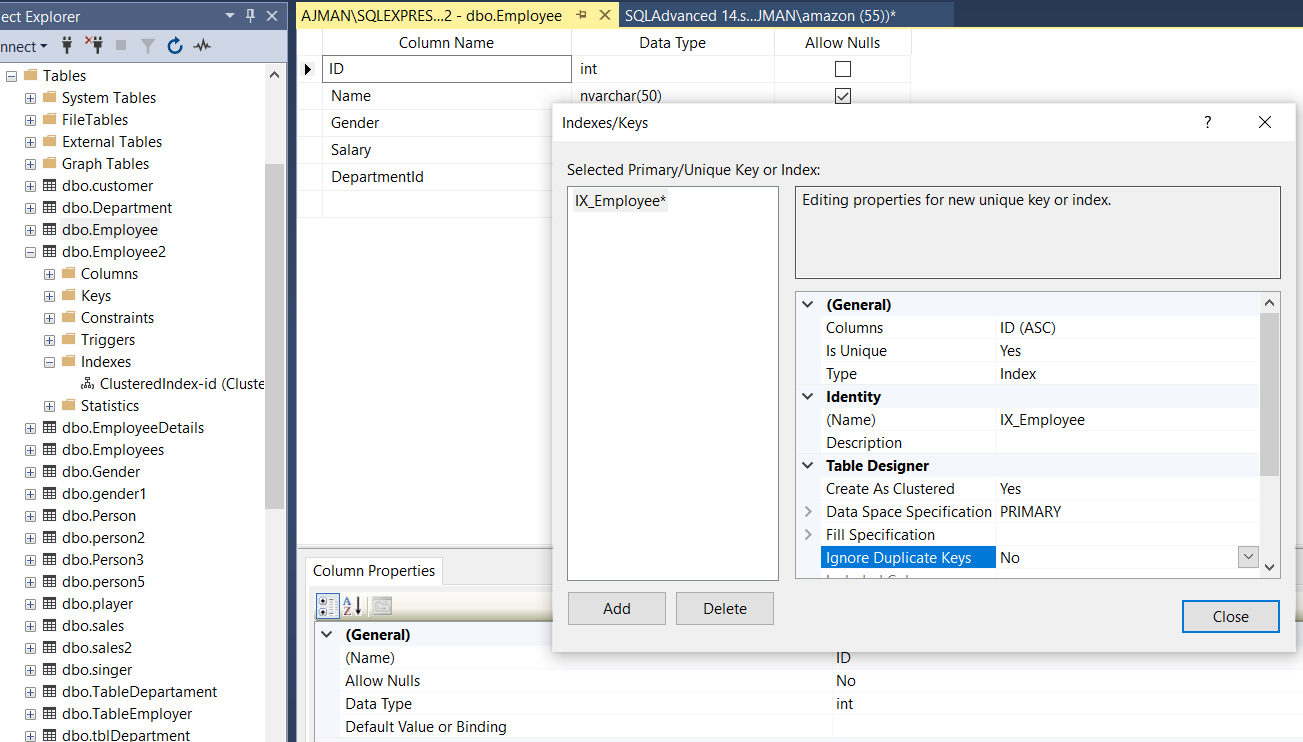 ect Explorer
nnect
Tables
System Tables
FileTables
External Tables
Graph Tables
dbo.customer
dbo.Department
dbo.Employee
dbo.Employee2
Columns
Keys
Constraints
Triggers
Indexes
ClusteredIndex-id (Cluste
Statistics
dbo.EmployeeDetails
dbo.Employees
dbo.Gender
dbo.gender1
dbo.Person
dbo.person2
dbo.Person3
dbo.person5
dbo.player
dbo.sales
dbo.sales2
dbo.singer
dbo.TableDepartament
dbo.TableEmployer
dbo.tblDepartment
AJMAN\SQLEXPRES...2 - dbo.Employee
SQLAdvanced 14.s...JMAN\amazon (55))*
Column Name Data Type Allow Nulls
ID int
Name nvarchar(50)
Gender
Salary
DepartmentId
Indexes/Keys ?
Selected Primary/Unique Key or Index:
IX_Employee*
Editing properties for new unique key or index.
(General)
Columns ID (ASC)
Is Unique Yes
Type Index
Identity
(Name) IX_Employee
Description
Table Designer
Create As Clustered Yes
Data Space Specification PRIMARY
Fill Specification
Ignore Duplicate Keys No
Add Delete
Close
Column Properties
A
Z
(General)
(Name) ID
Allow Nulls No
Data Type int
Default Value or Binding